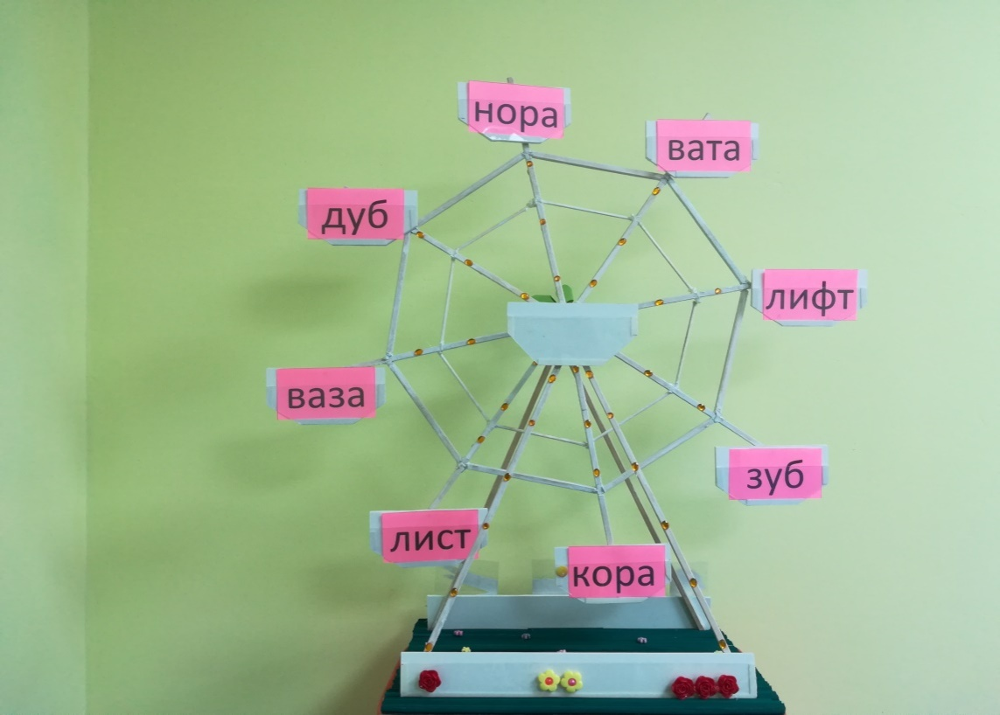 нора
вата
дуб
лифт
ваза
зуб
лист
кора